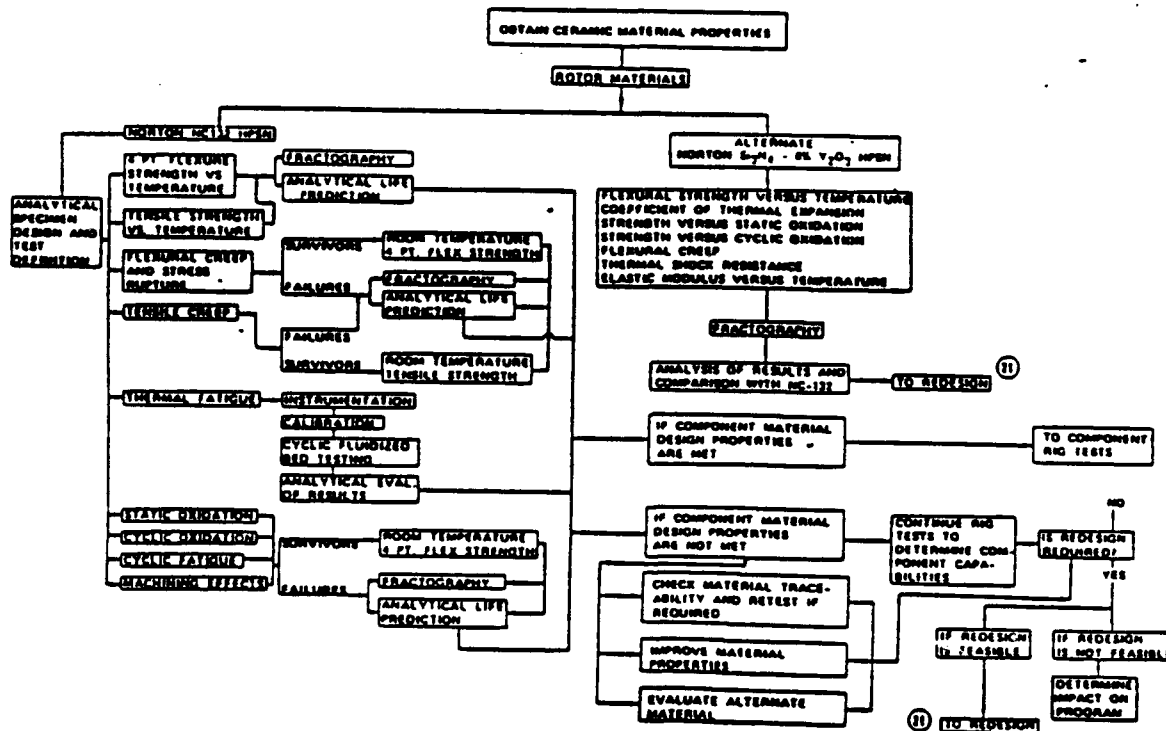 OBTAIN CERAMIC MATERIAL PROPERTIES
ROTOR MATERIALS
NORTON NC132 HPSN
ANALYTICAL
SPECIMEN
DESIGN AND
TEST
DEFINITION
4 PT. FLEXURE
STRENGTH VS
TEMPERATURE
FRACTOGRAPHY
ANALYTICAL LIFE
PREDICTION
TENSILE STRENGTH
VS. TEMPERATURE
FLEXURAL CREEP
AND STRESS
RUPTURE
SURVIVORS
ROOM TEMPERATURE
4 PT. FLEX STRENGTH
FAILURES
FRACTOGRAPHY
ANALYTICAL LIFE
PREDICTION
TENSILE CREEP
FAILURES
SURVIVORS
ROOM TEMPERATURE
TENSILE STRENGTH
THERMAL FATIGUE
INSTRUMENTATION
CALIBRATION
CYCLIC FLUIDIZED
BED TESTING
ANALYTICAL EVAL.
OF RESULTS
STATIC OXIDATION
CYCLIC OXIDATION
CYCLIC FATIGUE
MACHINING EFFECTS
SURVIVORS
ROOM TEMPERATURE
4 PT. FLEX STRENGTH
FAILURES
FRACTOGRAPHY
ANALYTICAL LIFE
PREDICTION
ALTERNATE
NORTON Si3N4 - 8% Y2O3 HPSN
FLEXURAL STRENGTH VERSUS TEMPERATURE
COEFFICIENT OF THERMAL EXPANSION
STRENGTH VERSUS STATIC OXIDATION
STRENGTH VERSUS CYCLIC OXIDATION
FLEXURAL CREEP
THERMAL SHOCK RESISTANCE
ELASTIC MODULUS VERSUS TEMPERATURE
FRACTOGRAPHY
ANALYSIS OF RESULTS AND
COMPARISON WITH NC-132
TO REDESIGN
IF COMPONENT MATERIAL
DESIGN PROPERTIES
ARE MET
TO COMPONENT
RIG TESTS
IF COMPONENT MATERIAL
DESIGN PROPERTIES
ARE NOT MET
CONTINUE RIG
TESTS TO
DETERMINE COM-
PONENT CAPA-
BILITIES
NO
IS REDESIGN
REQUIRED?
YES
CHECK MATERIAL TRACE-
ABILITY AND RETEST IF
REQUIRED
IMPROVE MATERIAL
PROPERTIES
EVALUATE ALTERNATE
MATERIAL
IF REDESIGN
IS FEASIBLE
IF REDESIGN
IS NOT FEASIBLE
DETERMINE
IMPACT ON
PROGRAM
TO REDESIGN